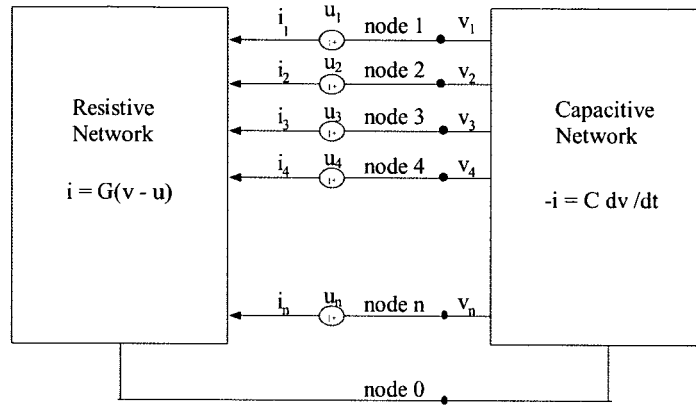 i₁ u₁ node 1 v₁
i₂ u₂ node 2 v₂
i₃ u₃ node 3 v₃
i₄ u₄ node 4 v₄
Resistive
Network
i = G(v - u)
Capacitive
Network
-i = C dv /dt
iₙ uₙ node n vₙ
node 0